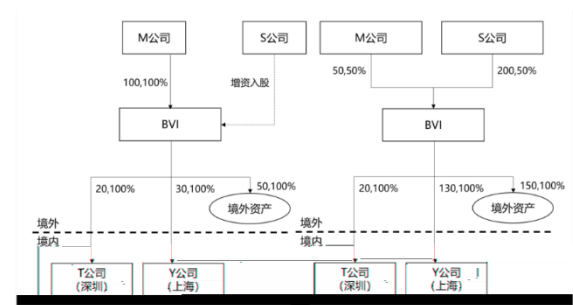 M公司
S公司
M公司
S公司
100,100%
增资入股
50,50%
200,50%
BVI
BVI
20,100%
30,100%
50,100%
20,100%
130,100%
150,100%
境外资产
境外资产
境外
境外
境内
境内
T公司
(深圳)
Y公司
(上海)
T公司
(深圳)
Y公司
(上海)